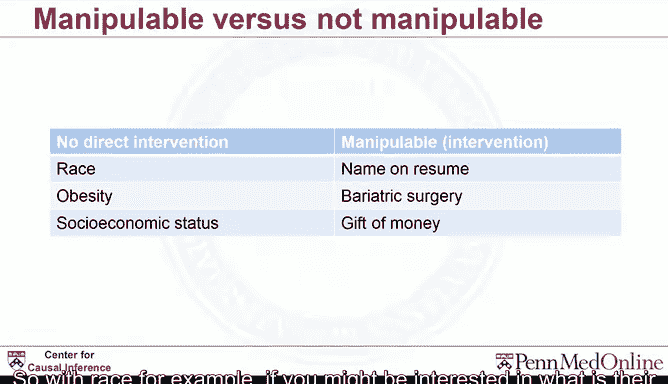 Manipulable versus not manipulable
No direct intervention Manipulable (intervention)
Race Name on resume
Obesity Bariatric surgery
Socioeconomic status Gift of money
Center for
Causal Inference
PennMedOnline
So with race for example, if you might be interested in what is their